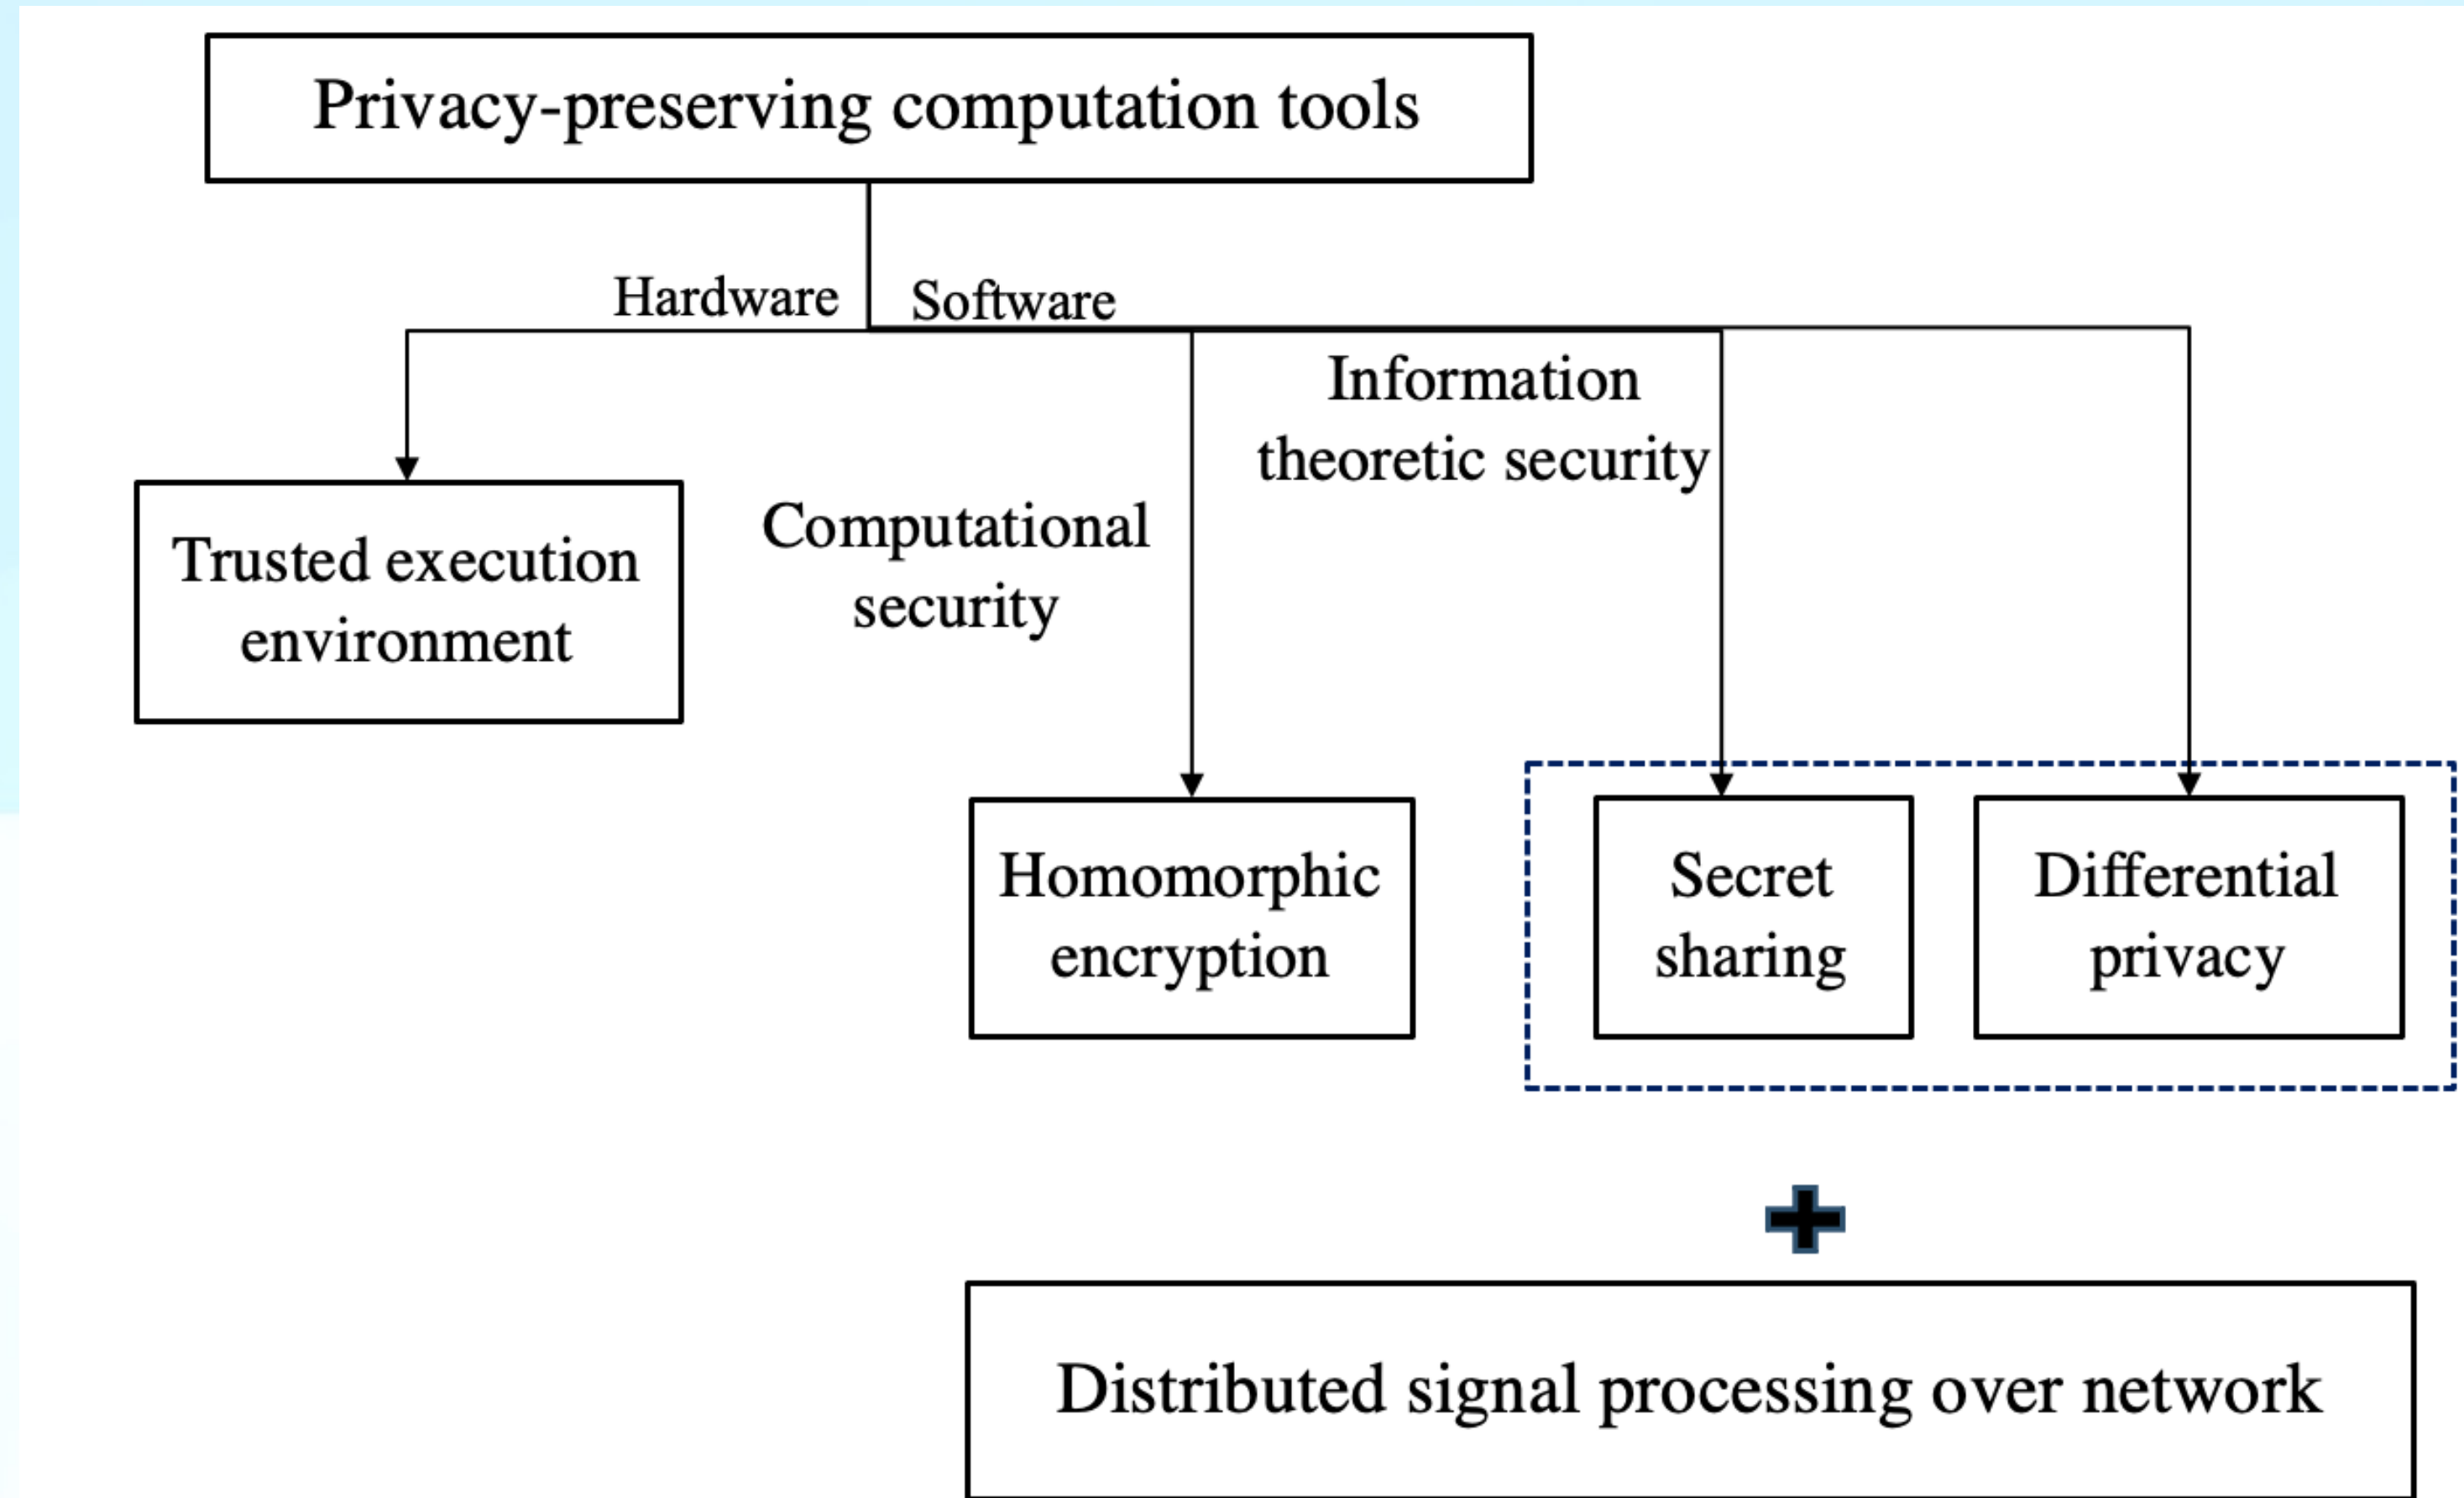 Privacy-preserving computation tools
Hardware
Software
Information
theoretic security
Computational
security
Trusted execution
environment
Homomorphic
encryption
Secret
sharing
Differential
privacy
Distributed signal processing over network